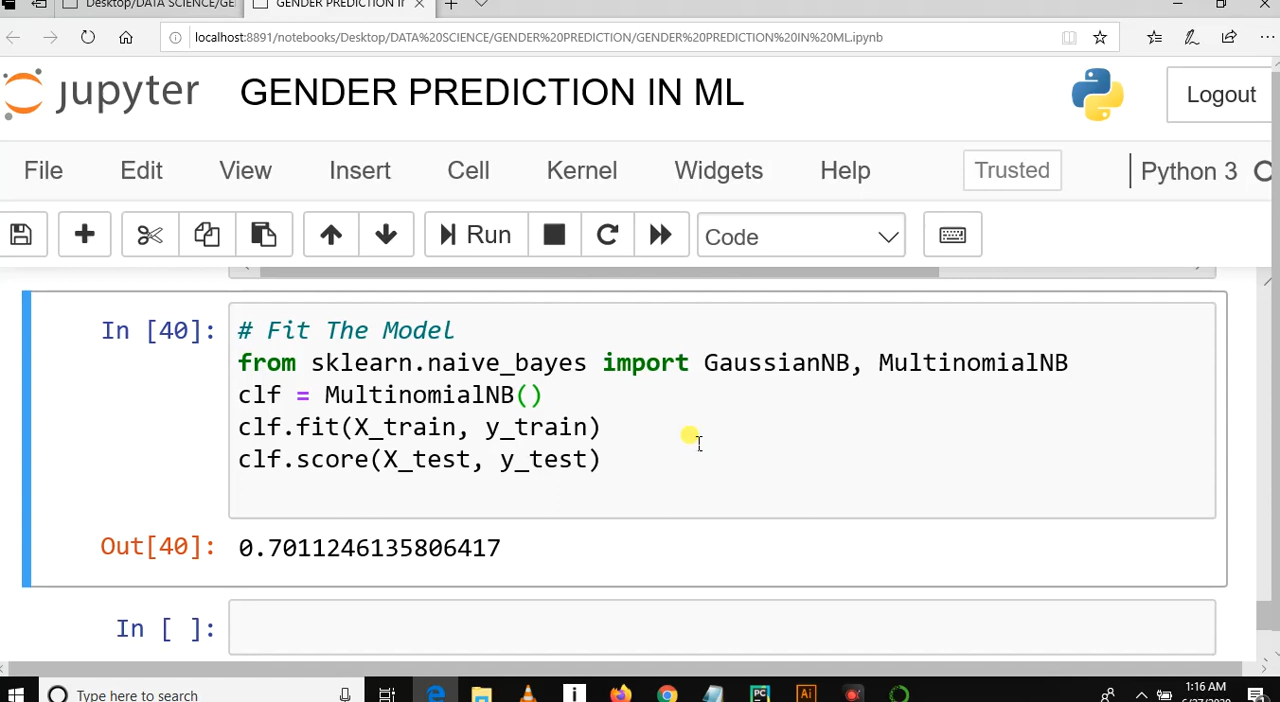 Desktop/DATA SCIENCE/GE
GENDER PREDICTION IN
localhost:8891/notebooks/Desktop/DATA%20SCIENCE/GENDER%20PREDICTION/GENDER%20PREDICTION%20IN%20ML.ipynb
jupyter GENDER PREDICTION IN ML Logout
File Edit View Insert Cell Kernel Widgets Help Trusted Python 3
Run Code
In [40]: # Fit The Model
from sklearn.naive_bayes import GaussianNB, MultinomialNB
clf = MultinomialNB()
clf.fit(X_train, y_train)
clf.score(X_test, y_test)
Out[40]: 0.7011246135806417
In [ ]:
Type here to search
1:16 AM